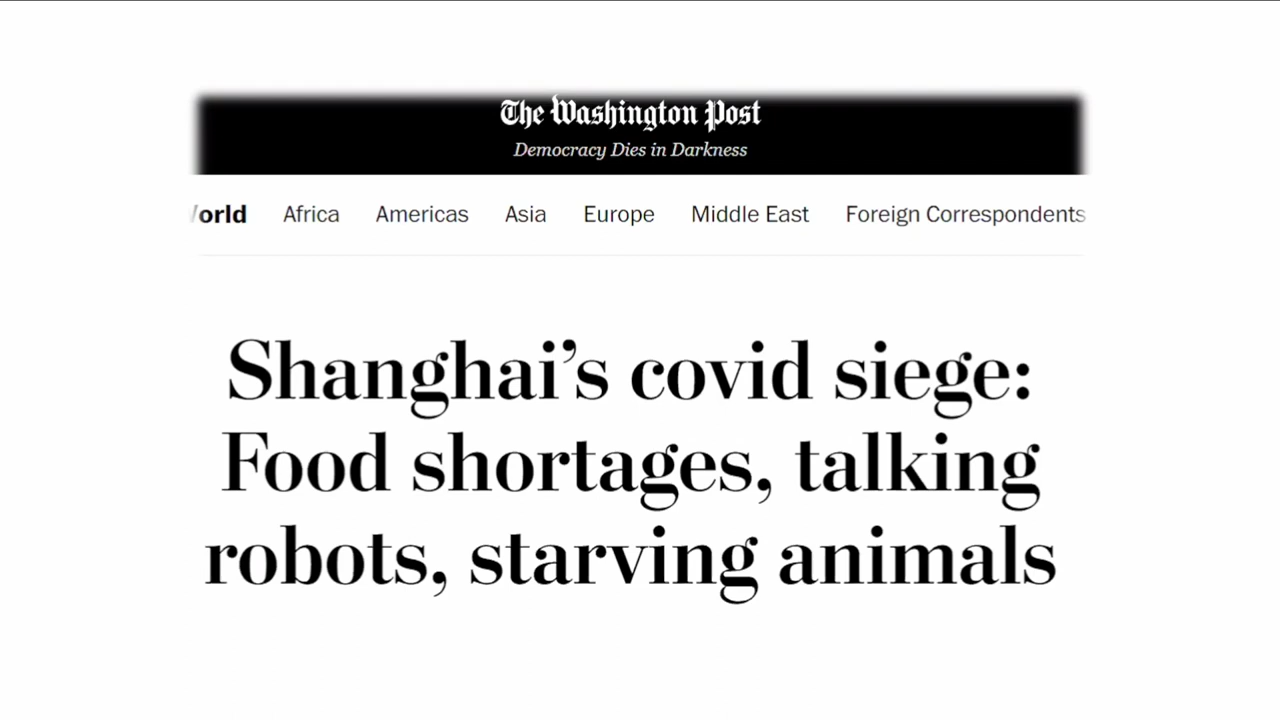 The Washington Post
Democracy Dies in Darkness
orld Africa Americas Asia Europe Middle East Foreign Correspondents
Shanghai’s covid siege:
Food shortages, talking
robots, starving animals